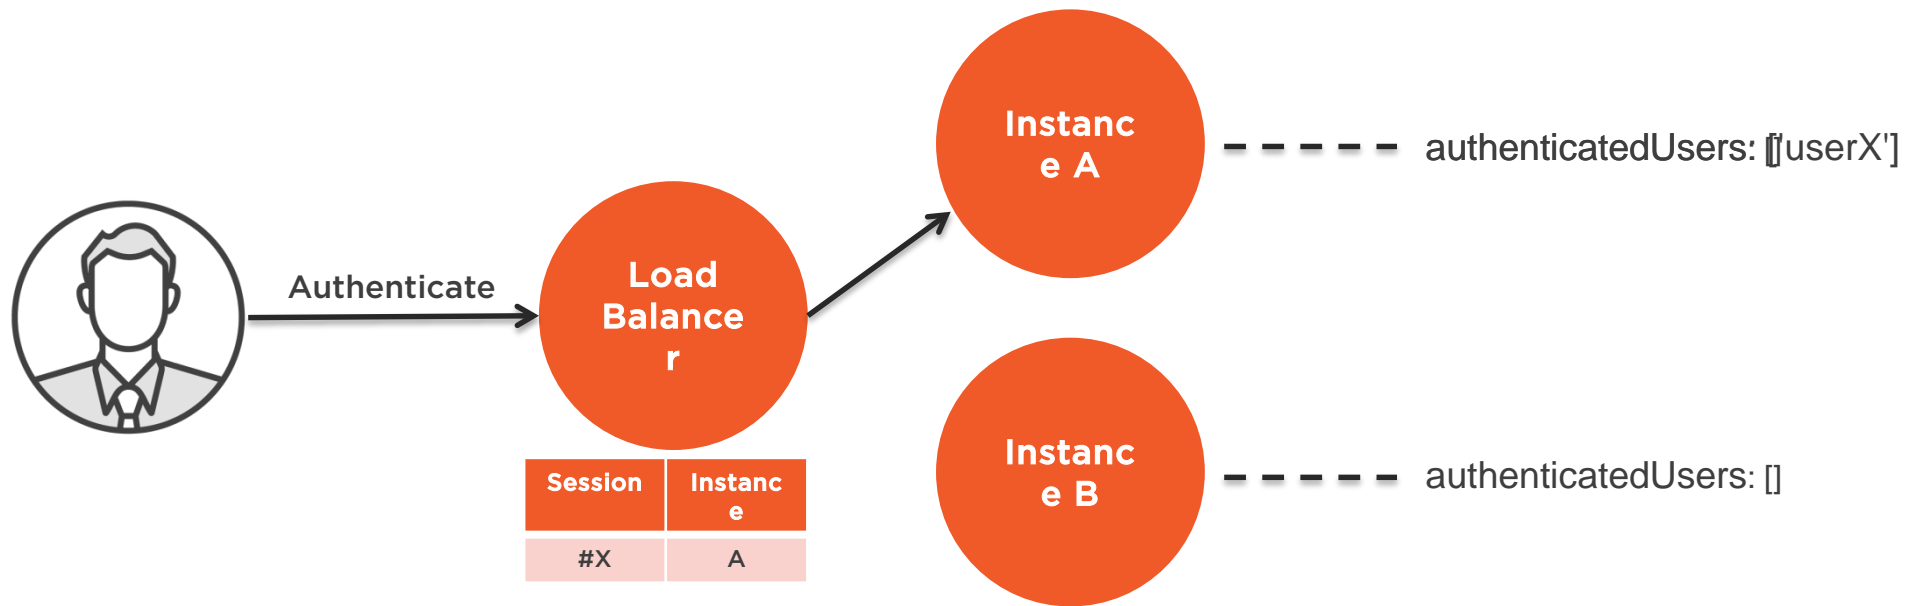 Authenticate
Load
Balance
r
Session
Instanc
e
#X
A
Instanc
e A
authenticatedUsers: ['userX']
Instanc
e B
authenticatedUsers: []